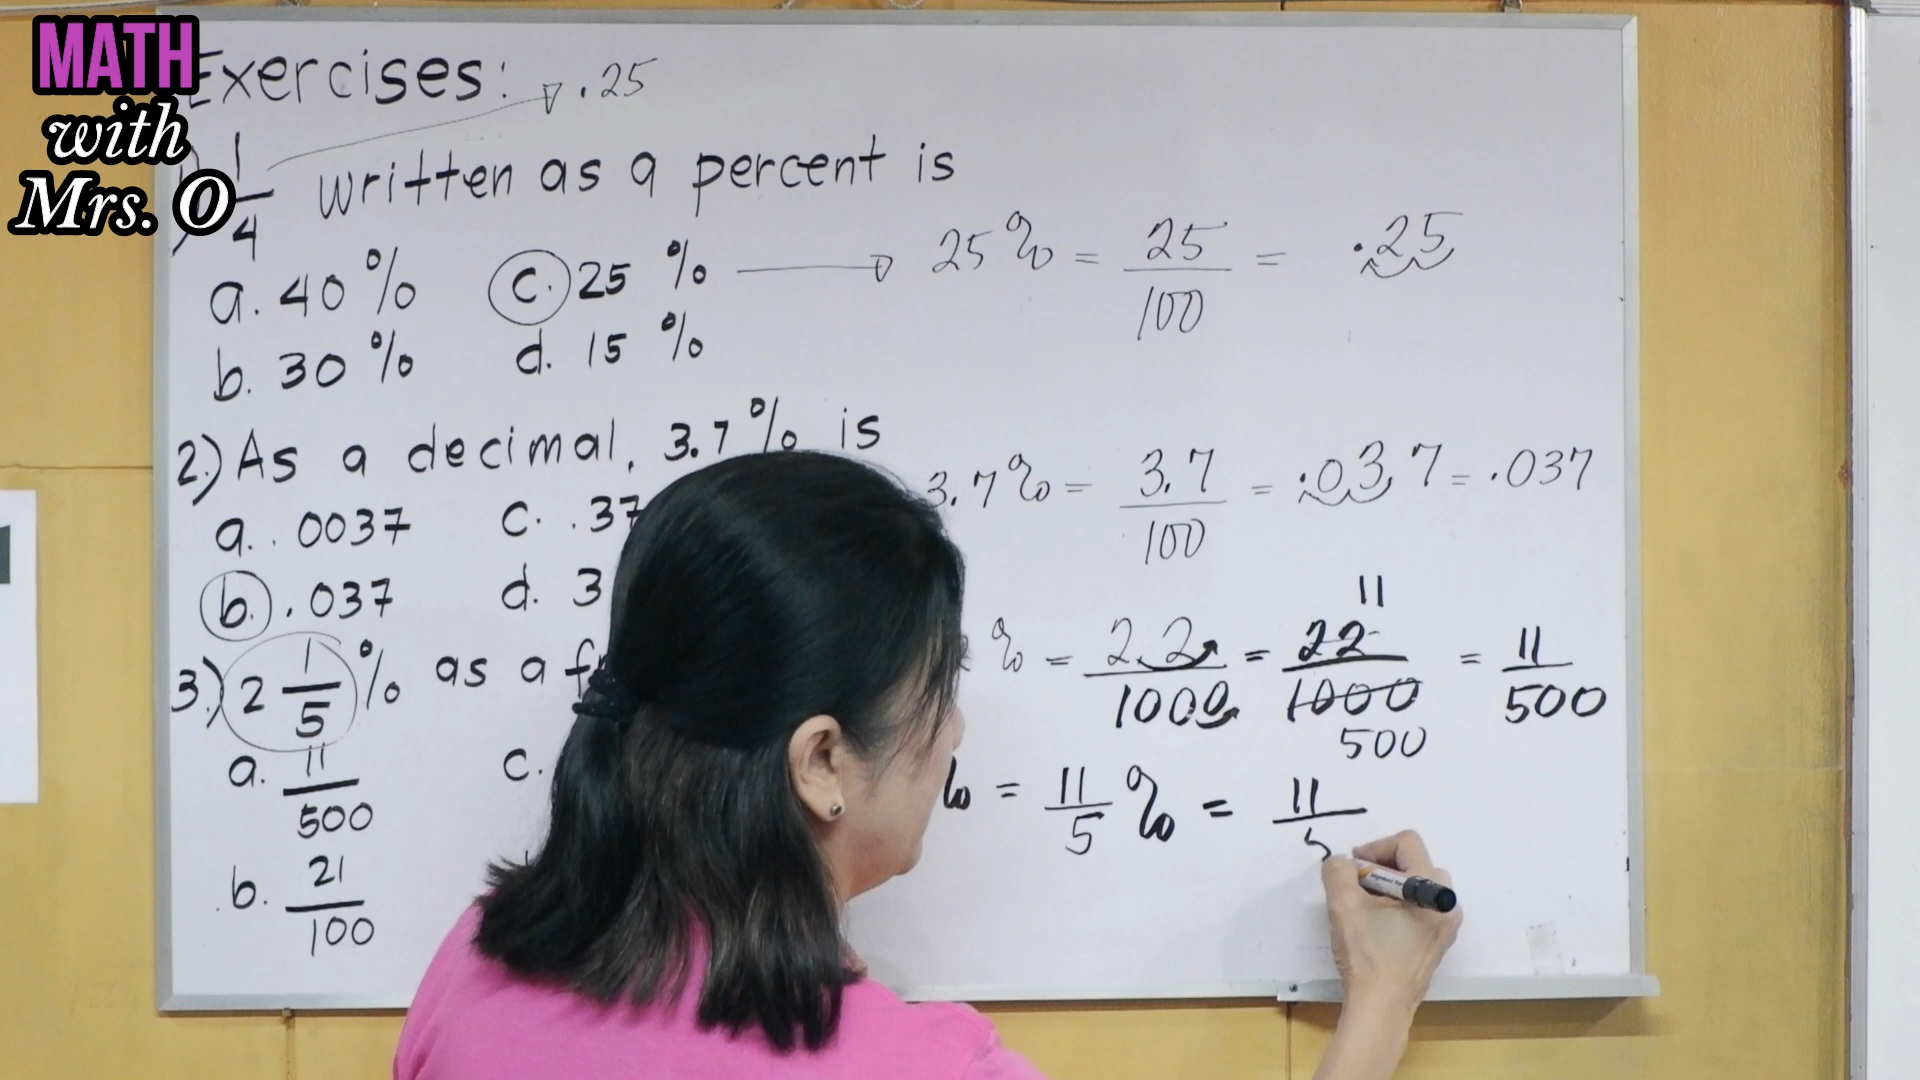 MATH
with
Mrs. O
Exercises: .25
1/4 written as a percent is
a. 40 % c. 25 % 25% = 25/100 = .25
b. 30 % d. 15 %
2.) As a decimal, 3.7 % is
3.7% = 3.7/100 = .037 = .037
a. .0037 c. .37
b. .037 d. 3
3.) 2 1/5 % as a
% = 2.2/1000 = 22/1000 = 11/500
11
500
a. 11/500 c.
= 11/5 % = 11/5
b. 21/100